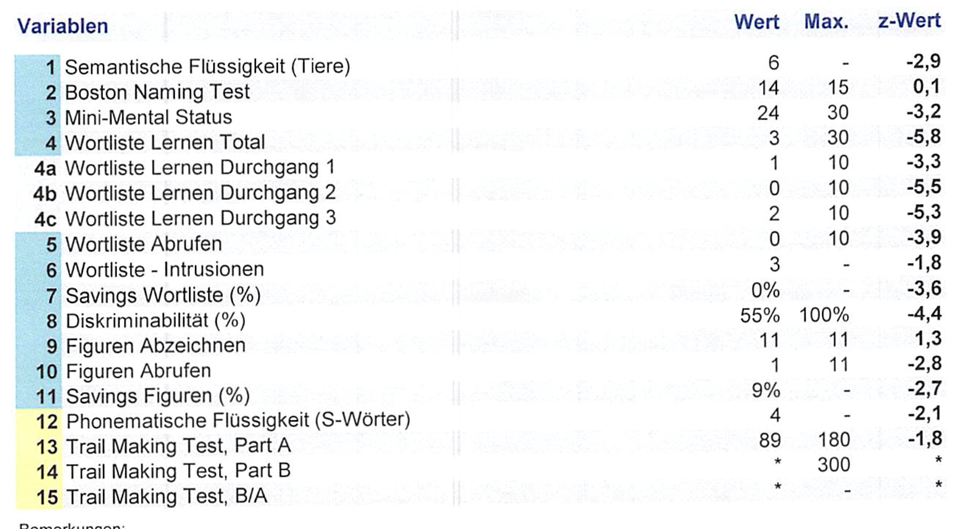 Variablen Wert Max. z-Wert
1 Semantische Flüssigkeit (Tiere) 6 - -2,9
2 Boston Naming Test 14 15 0,1
3 Mini-Mental Status 24 30 -3,2
4 Wortliste Lernen Total 3 30 -5,8
4a Wortliste Lernen Durchgang 1 1 10 -3,3
4b Wortliste Lernen Durchgang 2 0 10 -5,5
4c Wortliste Lernen Durchgang 3 2 10 -5,3
5 Wortliste Abrufen 0 10 -3,9
6 Wortliste - Intrusionen 3 - -1,8
7 Savings Wortliste (%) 0% - -3,6
8 Diskriminabilität (%) 55% 100% -4,4
9 Figuren Abzeichnen 11 11 1,3
10 Figuren Abrufen 1 11 -2,8
11 Savings Figuren (%) 9% - -2,7
12 Phonematische Flüssigkeit (S-Wörter) 4 - -2,1
13 Trail Making Test, Part A 89 180 -1,8
14 Trail Making Test, Part B * 300 *
15 Trail Making Test, B/A * - *
Bemerkungen: